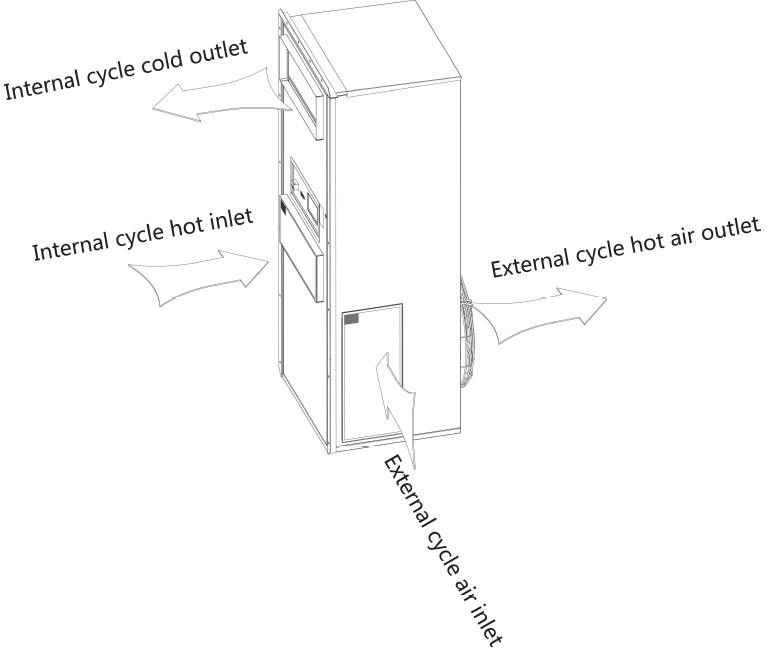 Internal cycle cold outlet
Internal cycle hot inlet
External cycle hot air outlet
External cycle air inlet